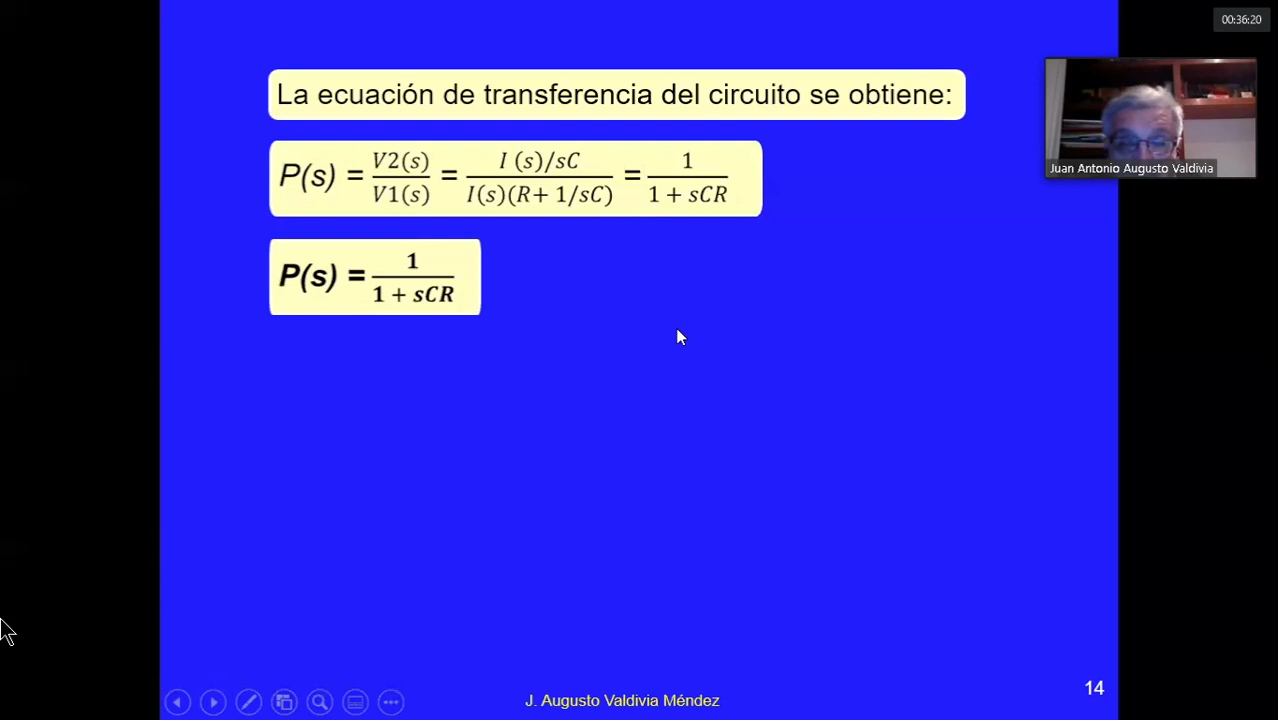 00:36:20
La ecuación de transferencia del circuito se obtiene:
Juan Antonio Augusto Valdivia
P(s) = V2(s)/V1(s) = I (s)/sC / I(s)(R+ 1/sC) = 1 / 1 + sCR
P(s) = 1 / 1 + sCR
J. Augusto Valdivia Méndez
14